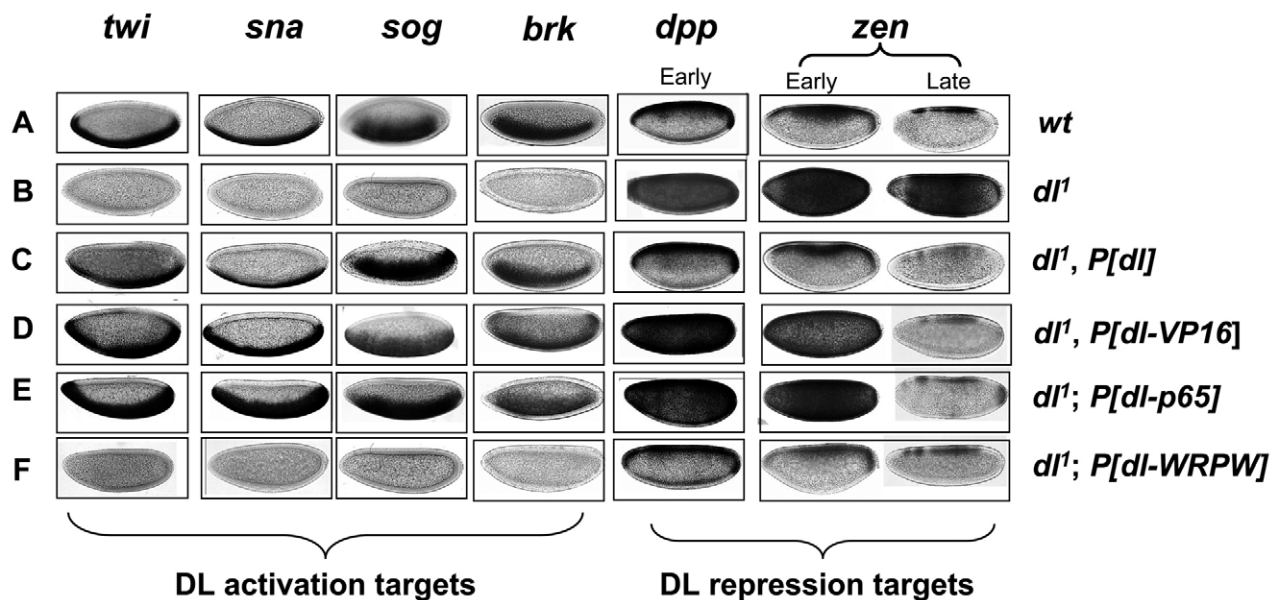 twi sna sog brk dpp zen
Early Early Late
A wt
B dl¹
C dl¹, P[dl]
D dl¹, P[dl-VP16]
E dl¹; P[dl-p65]
F dl¹; P[dl-WRPW]
DL activation targets DL repression targets